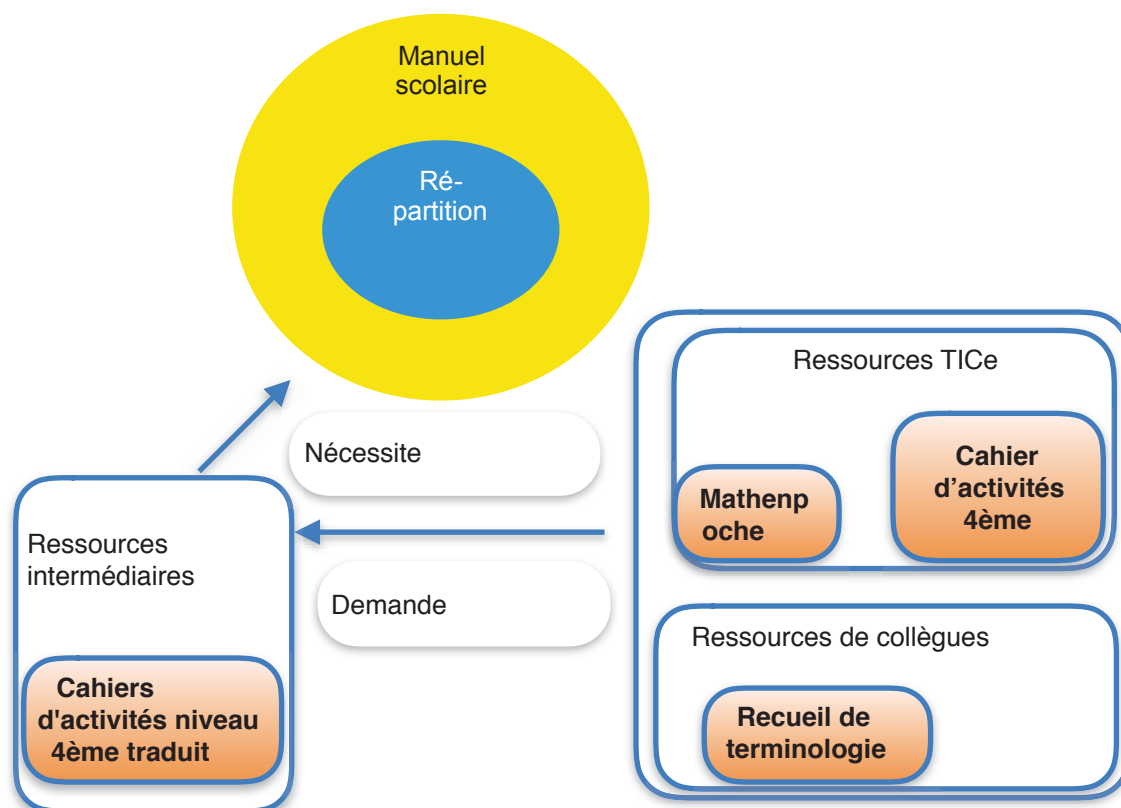 Manuel
scolaire
Ré-
partition
Ressources TICe
Cahier
d'activités
4ème
Mathenp
oche
Nécessite
Ressources
intermédiaires
Demande
Ressources de collègues
Cahiers
d'activités niveau
4ème traduit
Recueil de
terminologie